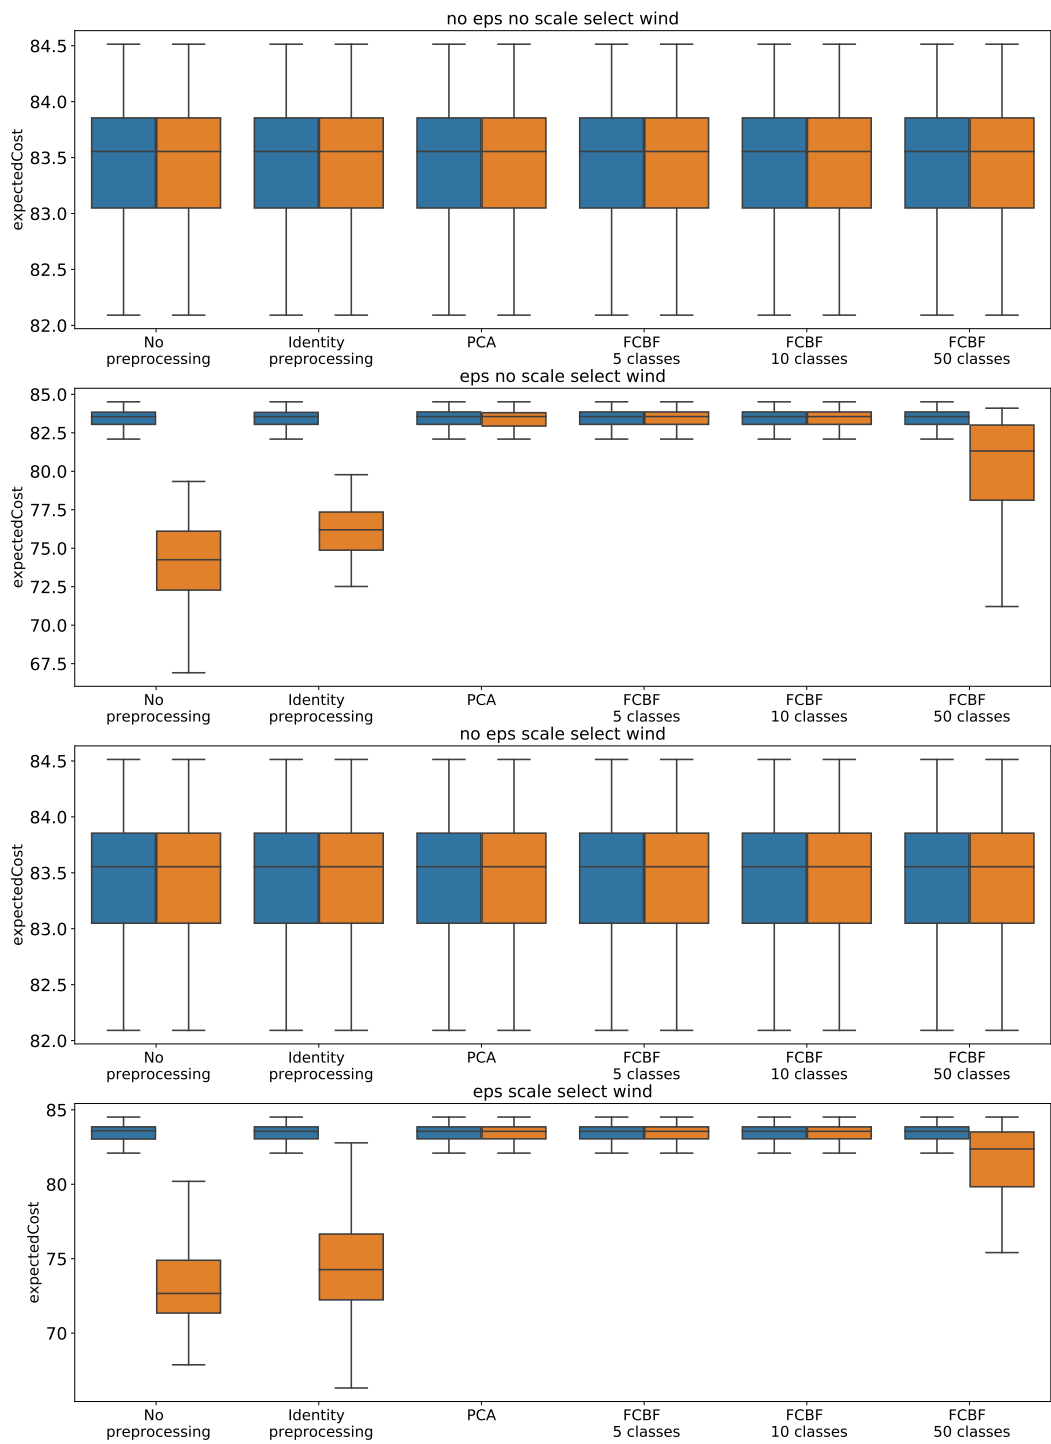 no eps no scale select wind
84.5
84.0
83.5
83.0
82.5
82.0
expectedCost
No preprocessing
Identity preprocessing
PCA
FCBF 5 classes
FCBF 10 classes
FCBF 50 classes
eps no scale select wind
85.0
82.5
80.0
77.5
75.0
72.5
70.0
67.5
expectedCost
No preprocessing
Identity preprocessing
PCA
FCBF 5 classes
FCBF 10 classes
FCBF 50 classes
no eps scale select wind
84.5
84.0
83.5
83.0
82.5
82.0
expectedCost
No preprocessing
Identity preprocessing
PCA
FCBF 5 classes
FCBF 10 classes
FCBF 50 classes
eps scale select wind
85
80
75
70
expectedCost
No preprocessing
Identity preprocessing
PCA
FCBF 5 classes
FCBF 10 classes
FCBF 50 classes